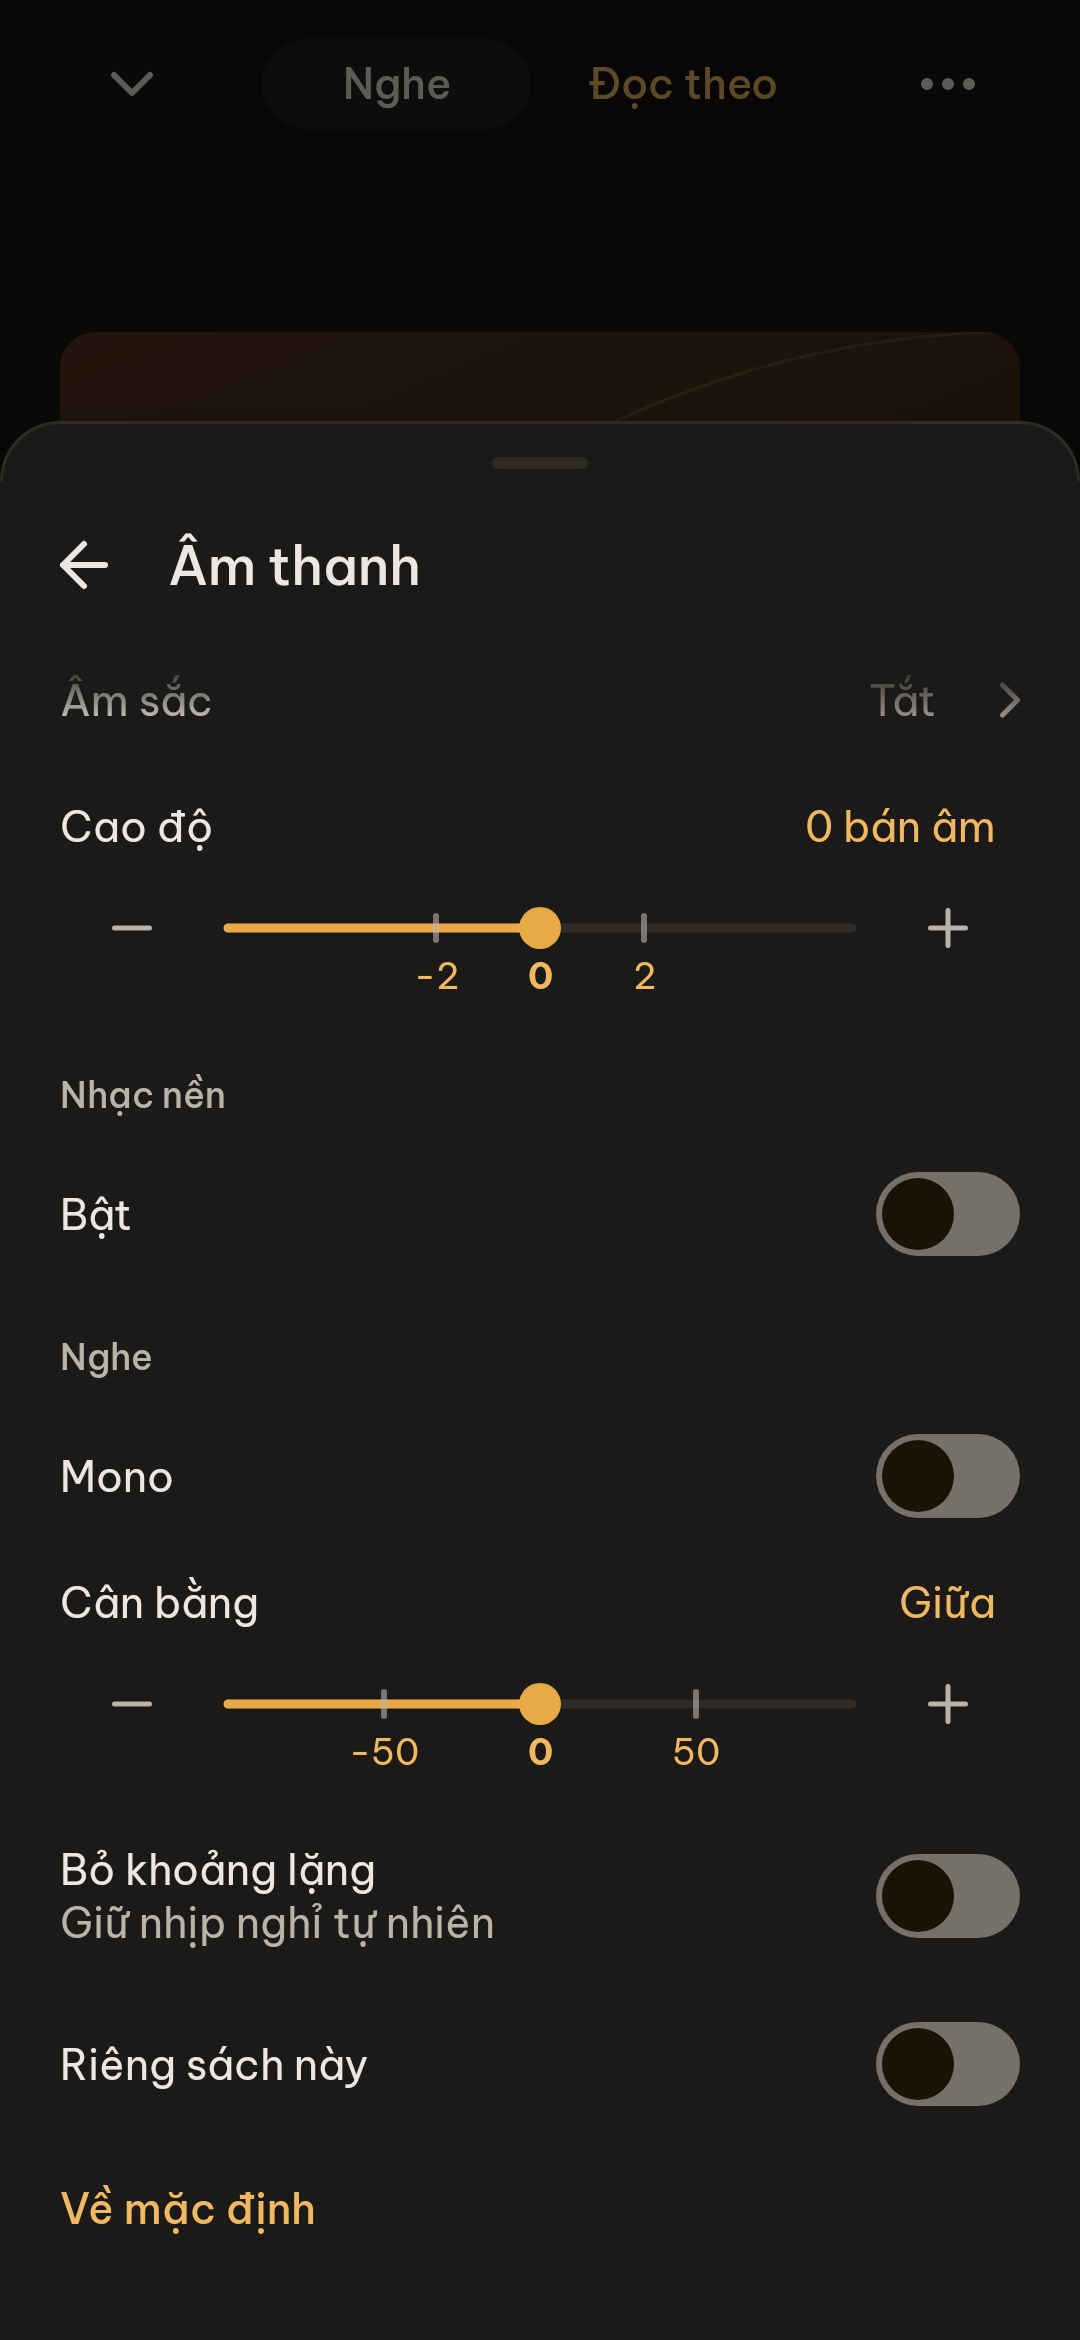 Nghe
Đọc theo
Âm thanh
Âm sắc
Tắt
Cao độ
0 bán âm
-2
0
2
Nhạc nền
Bật
Nghe
Mono
Cân bằng
Giữa
-50
0
50
Bỏ khoảng lặng
Giữ nhịp nghỉ tự nhiên
Riêng sách này
Về mặc định